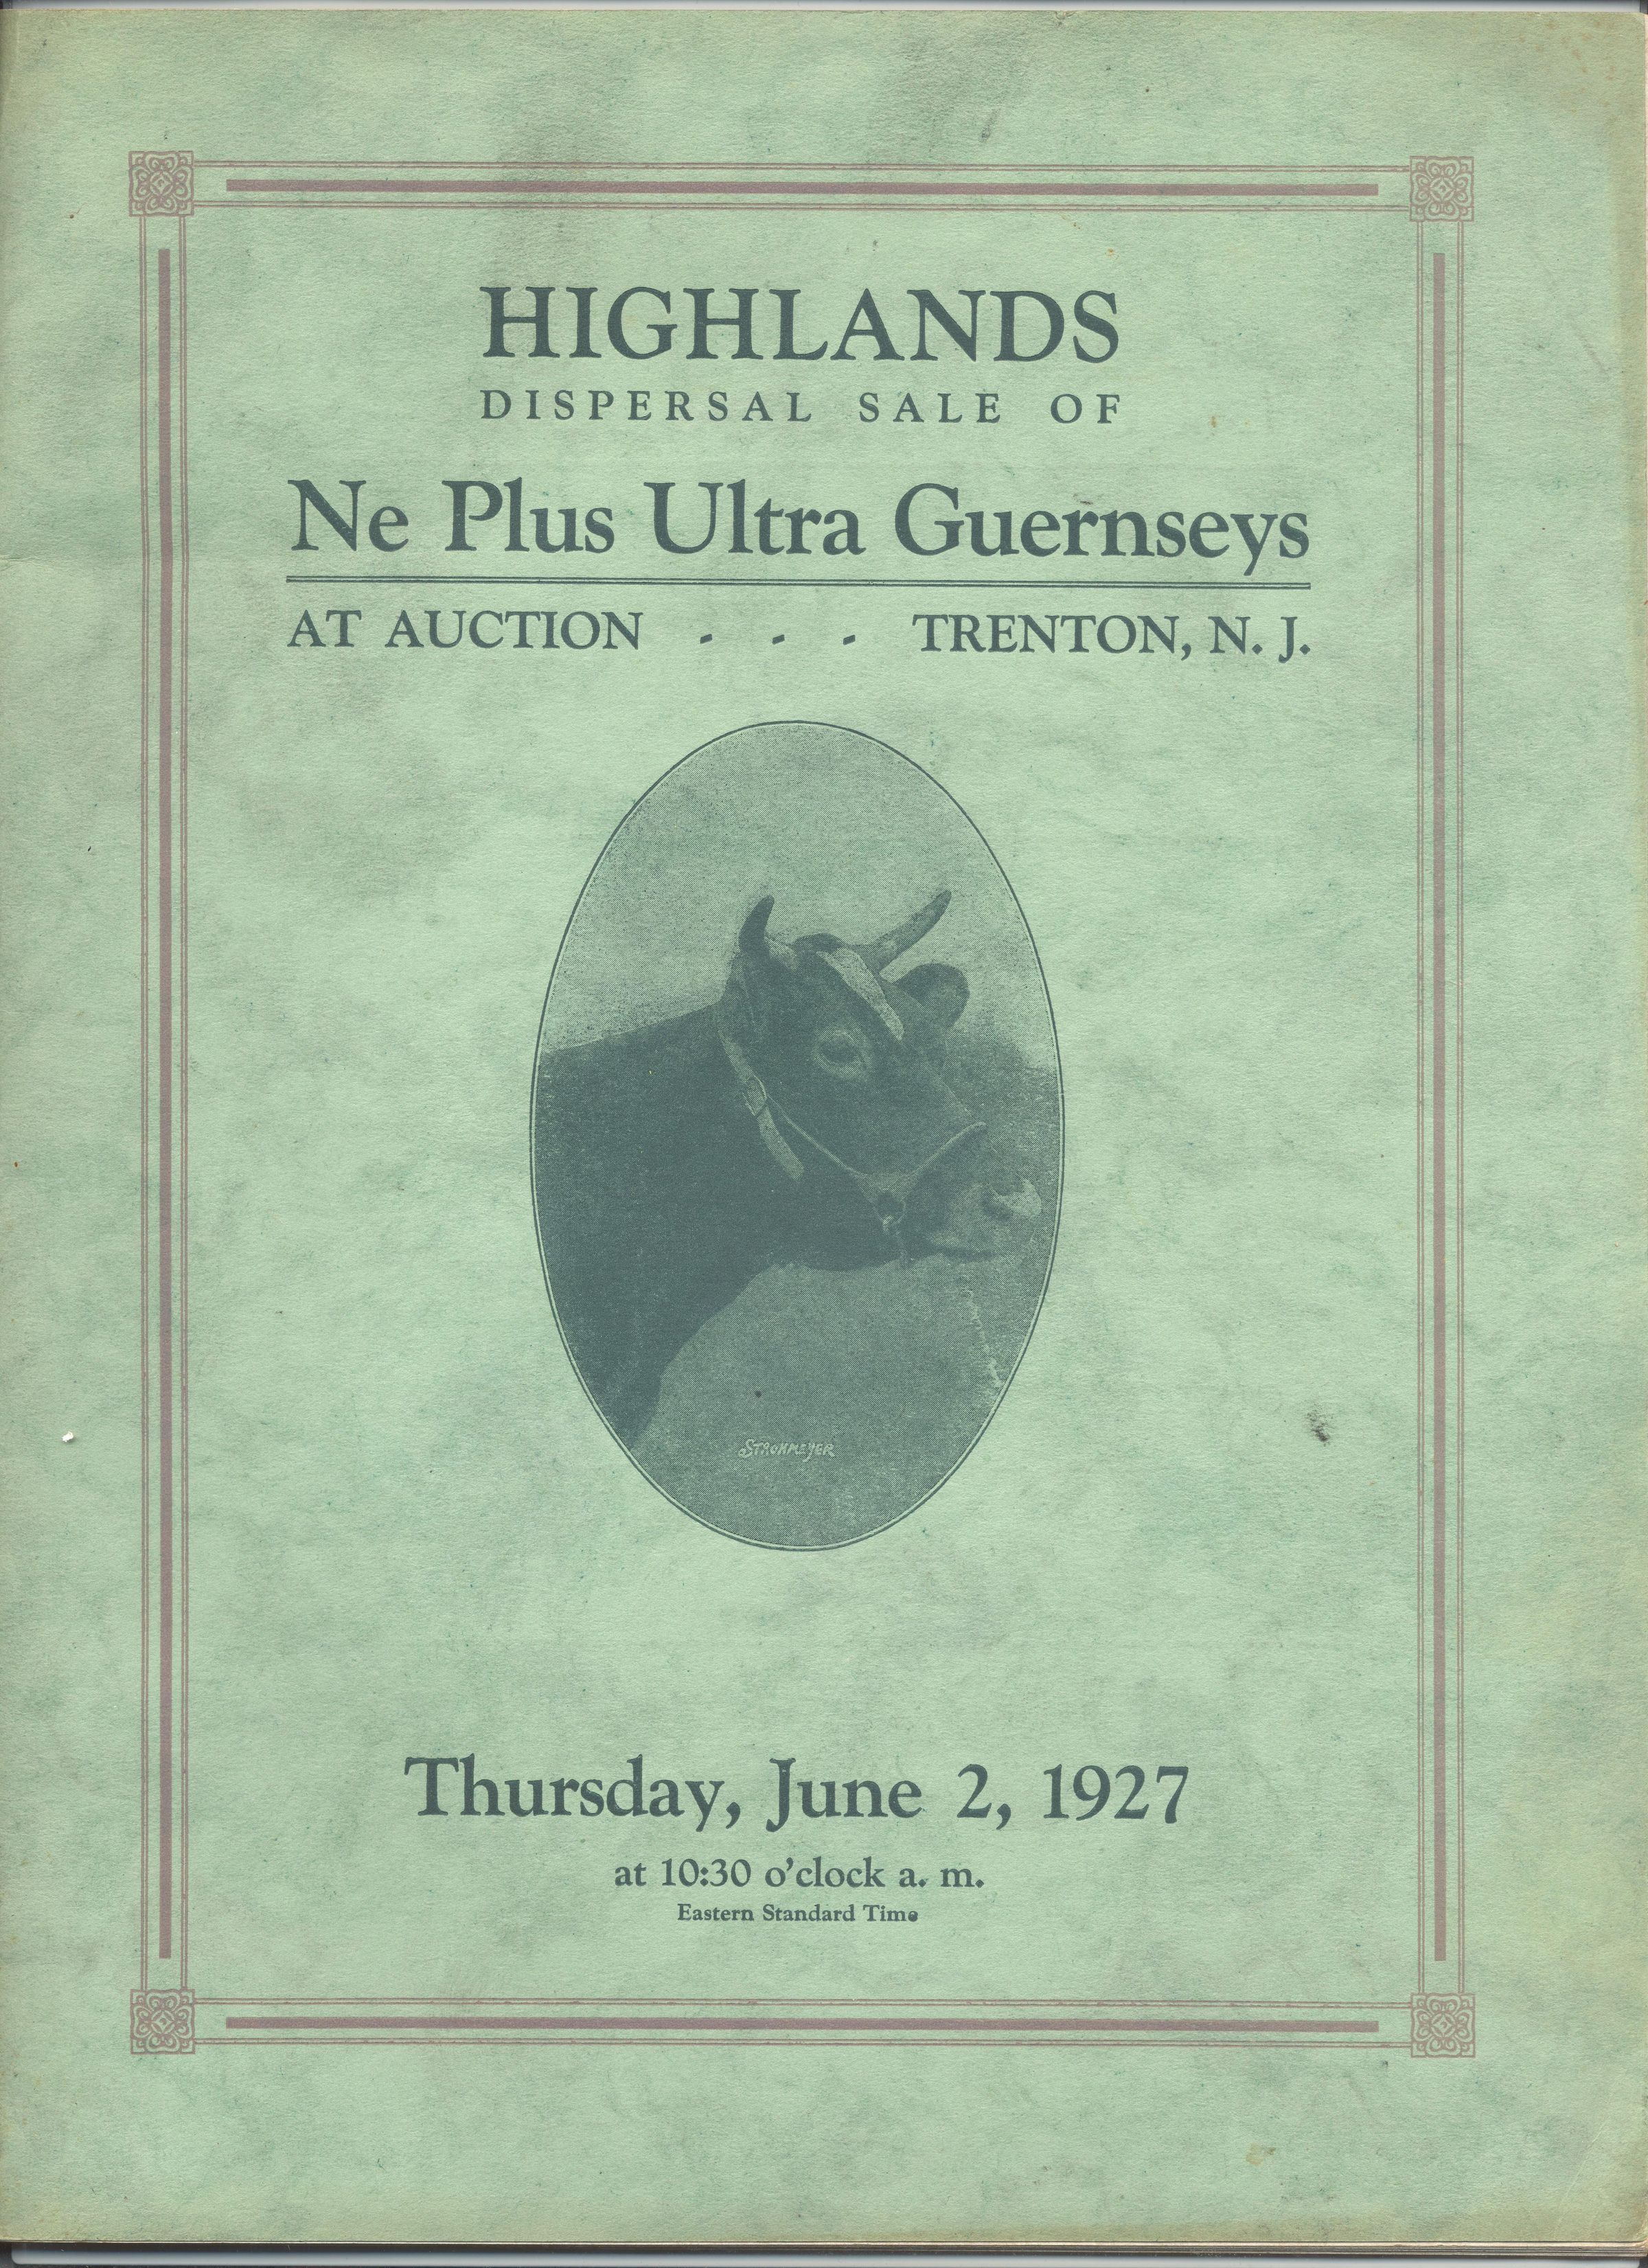 HIGHLANDS
DISPERSAL SALE OF
Ne Plus Ultra Guernseys
AT AUCTION - - - TRENTON, N. J.
STROHMEYER
Thursday, June 2, 1927
at 10:30 o'clock a. m.
Eastern Standard Time